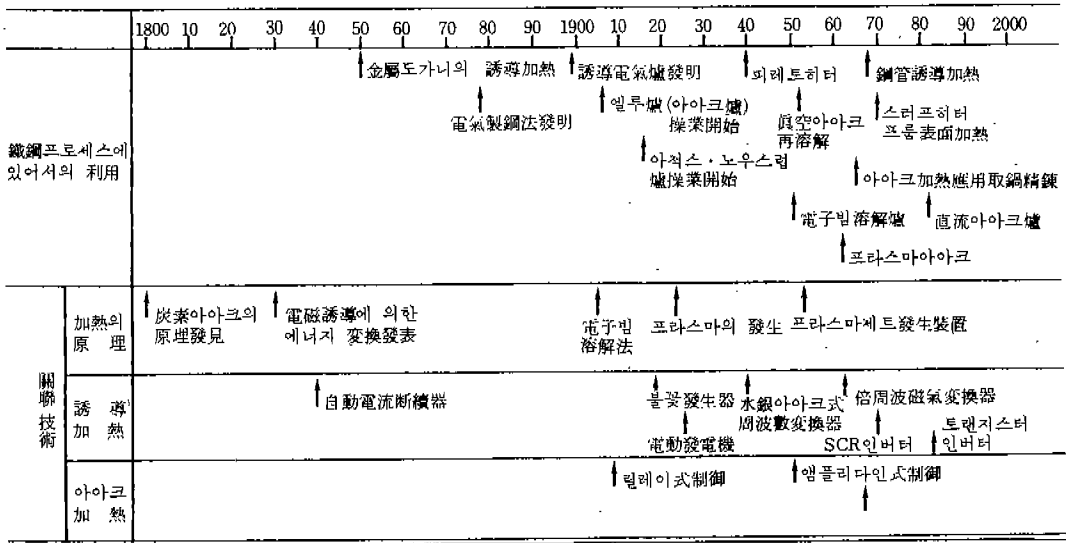 1800 10 20 30 40 50 60 70 80 90 1900 10 20 30 40 50 60 70 80 90 2000
鐵鋼프로세스에
있어서의 利用
金屬도가니의 誘導加熱
誘導電氣爐發明
피레트히터
鋼管誘導加熱
電氣製鋼法發明
엘루爐(아아크爐)
操業開始
眞空아아크
再溶解
스러프히터
프룸表面加熱
아적스·노우스럽
爐操業開始
아아크加熱應用取鍋精鍊
電子빔溶解爐
直流아아크爐
프라스마아아크
關聯技術
加熱의
原理
炭素아아크의
原理發見
電磁誘導에 의한
에너지 変換發表
電子빔
溶解法
프라스마의 發生
프라스마제트發生裝置
誘導
加熱
自動電流断續器
불꽃發生器
水銀아아크式
周波數変換器
倍周波磁氣変換器
電動發電機
SCR인버터
토랜지스터
인버터
아아크
加熱
릴레이式制御
앰플리다인式制御